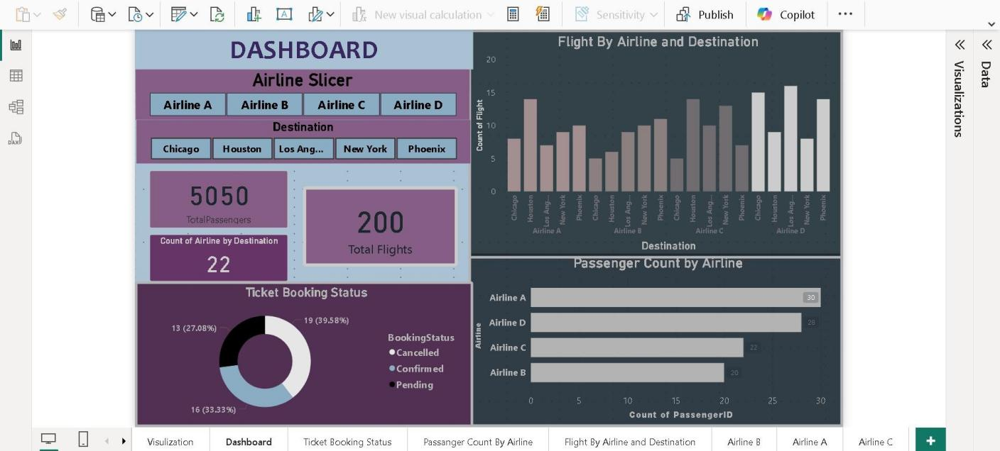 New visual calculation
Sensitivity
Publish
Copilot
DASHBOARD
Airline Slicer
Airline A
Airline B
Airline C
Airline D
Destination
Chicago
Houston
Los Ang...
New York
Phoenix
5050
TotalPassengers
Count of Airline by Destination
22
200
Total Flights
Ticket Booking Status
13 (27.08%)
19 (39.58%)
16 (33.33%)
BookingStatus
Cancelled
Confirmed
Pending
Flight By Airline and Destination
Count of Flight
20
15
10
5
0
Chicago
Houston
Los Ang...
New York
Phoenix
Chicago
Houston
Los Ang...
New York
Phoenix
Chicago
Houston
Los Ang...
New York
Phoenix
Chicago
Houston
Los Ang...
New York
Phoenix
Airline A
Airline B
Airline C
Airline D
Destination
Passenger Count by Airline
Airline
Airline A
30
Airline D
28
Airline C
22
Airline B
20
0 5 10 15 20 25 30
Count of PassengerID
Visualizations
Data
DAX
Visulization
Dashboard
Ticket Booking Status
Passanger Count By Airline
Flight By Airline and Destination
Airline B
Airline A
Airline C